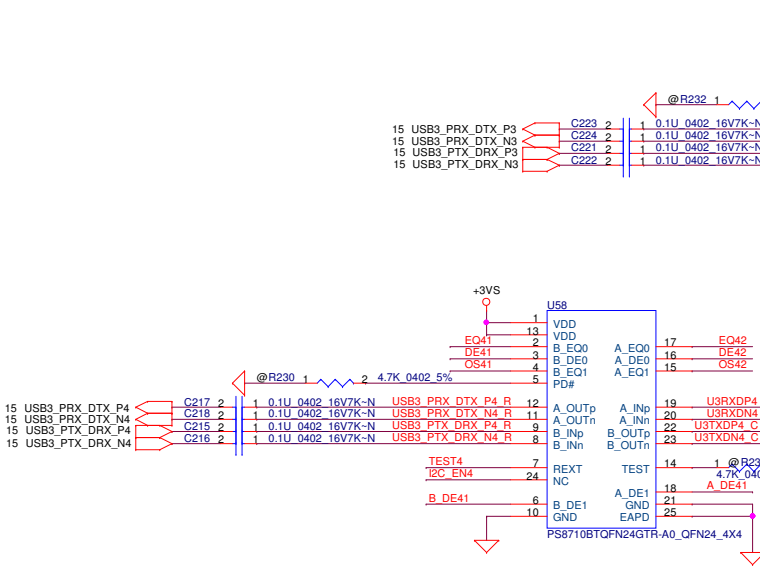 @R232 1
15 USB3_PRX_DTX_P3 C223 2 1 0.1U_0402_16V7K~N
15 USB3_PRX_DTX_N3 C224 2 1 0.1U_0402_16V7K~N
15 USB3_PTX_DRX_P3 C221 2 1 0.1U_0402_16V7K~N
15 USB3_PTX_DRX_N3 C222 2 1 0.1U_0402_16V7K~N
+3VS
U58
1 VDD
13 VDD
EQ41 2 B_EQ0 A_EQ0 17 EQ42
DE41 3 B_DE0 A_DE0 16 DE42
OS41 4 B_EQ1 A_EQ1 15 OS42
@R230 1 2 4.7K_0402_5% 5 PD#
15 USB3_PRX_DTX_P4 C217 2 1 0.1U_0402_16V7K~N USB3_PRX_DTX_P4_R 12 A_OUTp A_INp 19 U3RXDP4
15 USB3_PRX_DTX_N4 C218 2 1 0.1U_0402_16V7K~N USB3_PRX_DTX_N4_R 11 A_OUTn A_INn 20 U3RXDN4
15 USB3_PTX_DRX_P4 C215 2 1 0.1U_0402_16V7K~N USB3_PTX_DRX_P4_R 9 B_INp B_OUTp 22 U3TXDP4_C
15 USB3_PTX_DRX_N4 C216 2 1 0.1U_0402_16V7K~N USB3_PTX_DRX_N4_R 8 B_INn B_OUTn 23 U3TXDN4_C
TEST4 7 REXT TEST 14 1 @R23
4.7K_040
I2C_EN4 24 NC
A_DE1 18 A_DE41
B_DE41 6 B_DE1 GND 21
10 GND EAPD 25
PS8710BTQFN24GTR-A0_QFN24_4X4